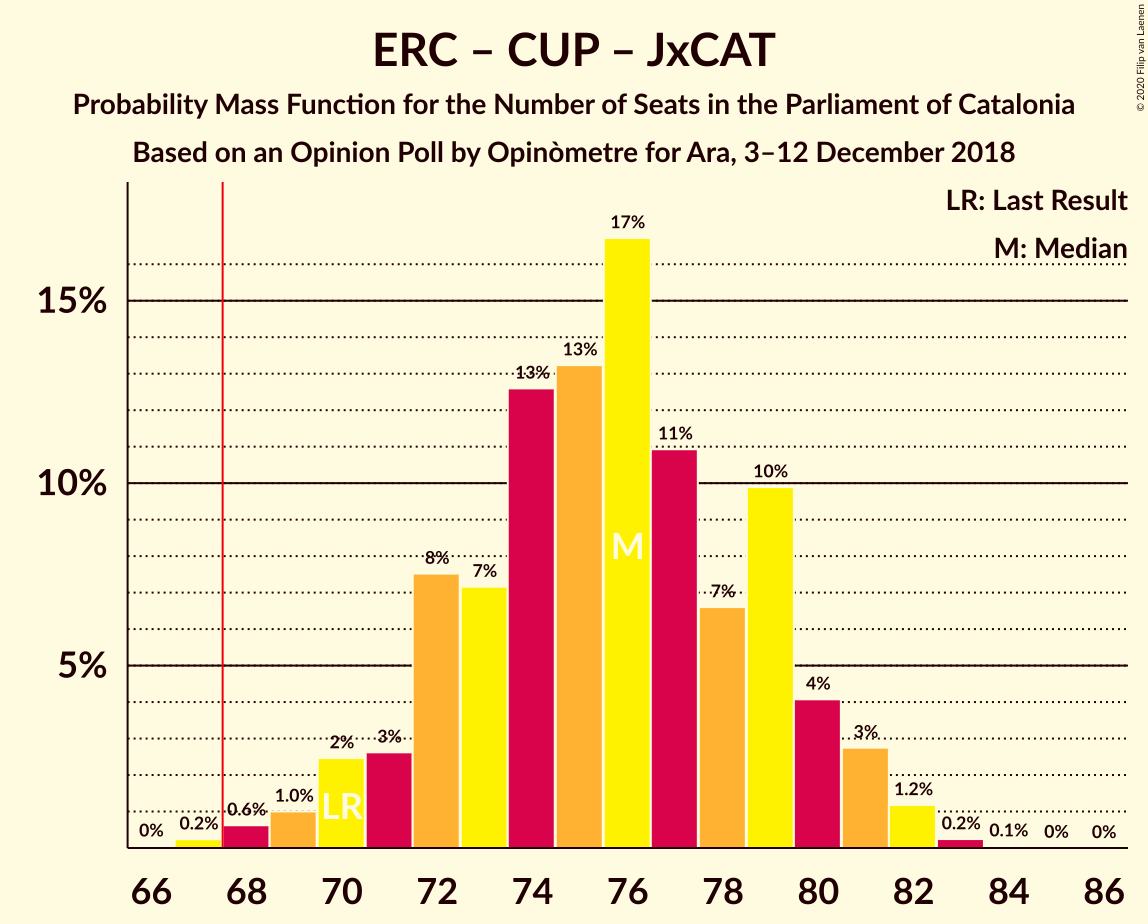 ERC – CUP – JxCAT
Probability Mass Function for the Number of Seats in the Parliament of Catalonia
Based on an Opinion Poll by Opinòmetre for Ara, 3–12 December 2018
© 2020 Filip van Laenen
LR: Last Result
M: Median
15%
10%
5%
0%
0.2%
0.6%
1.0%
2%
3%
8%
7%
13%
13%
17%
11%
7%
10%
4%
3%
1.2%
0.2%
0.1%
0%
0%
LR
M
66 68 70 72 74 76 78 80 82 84 86